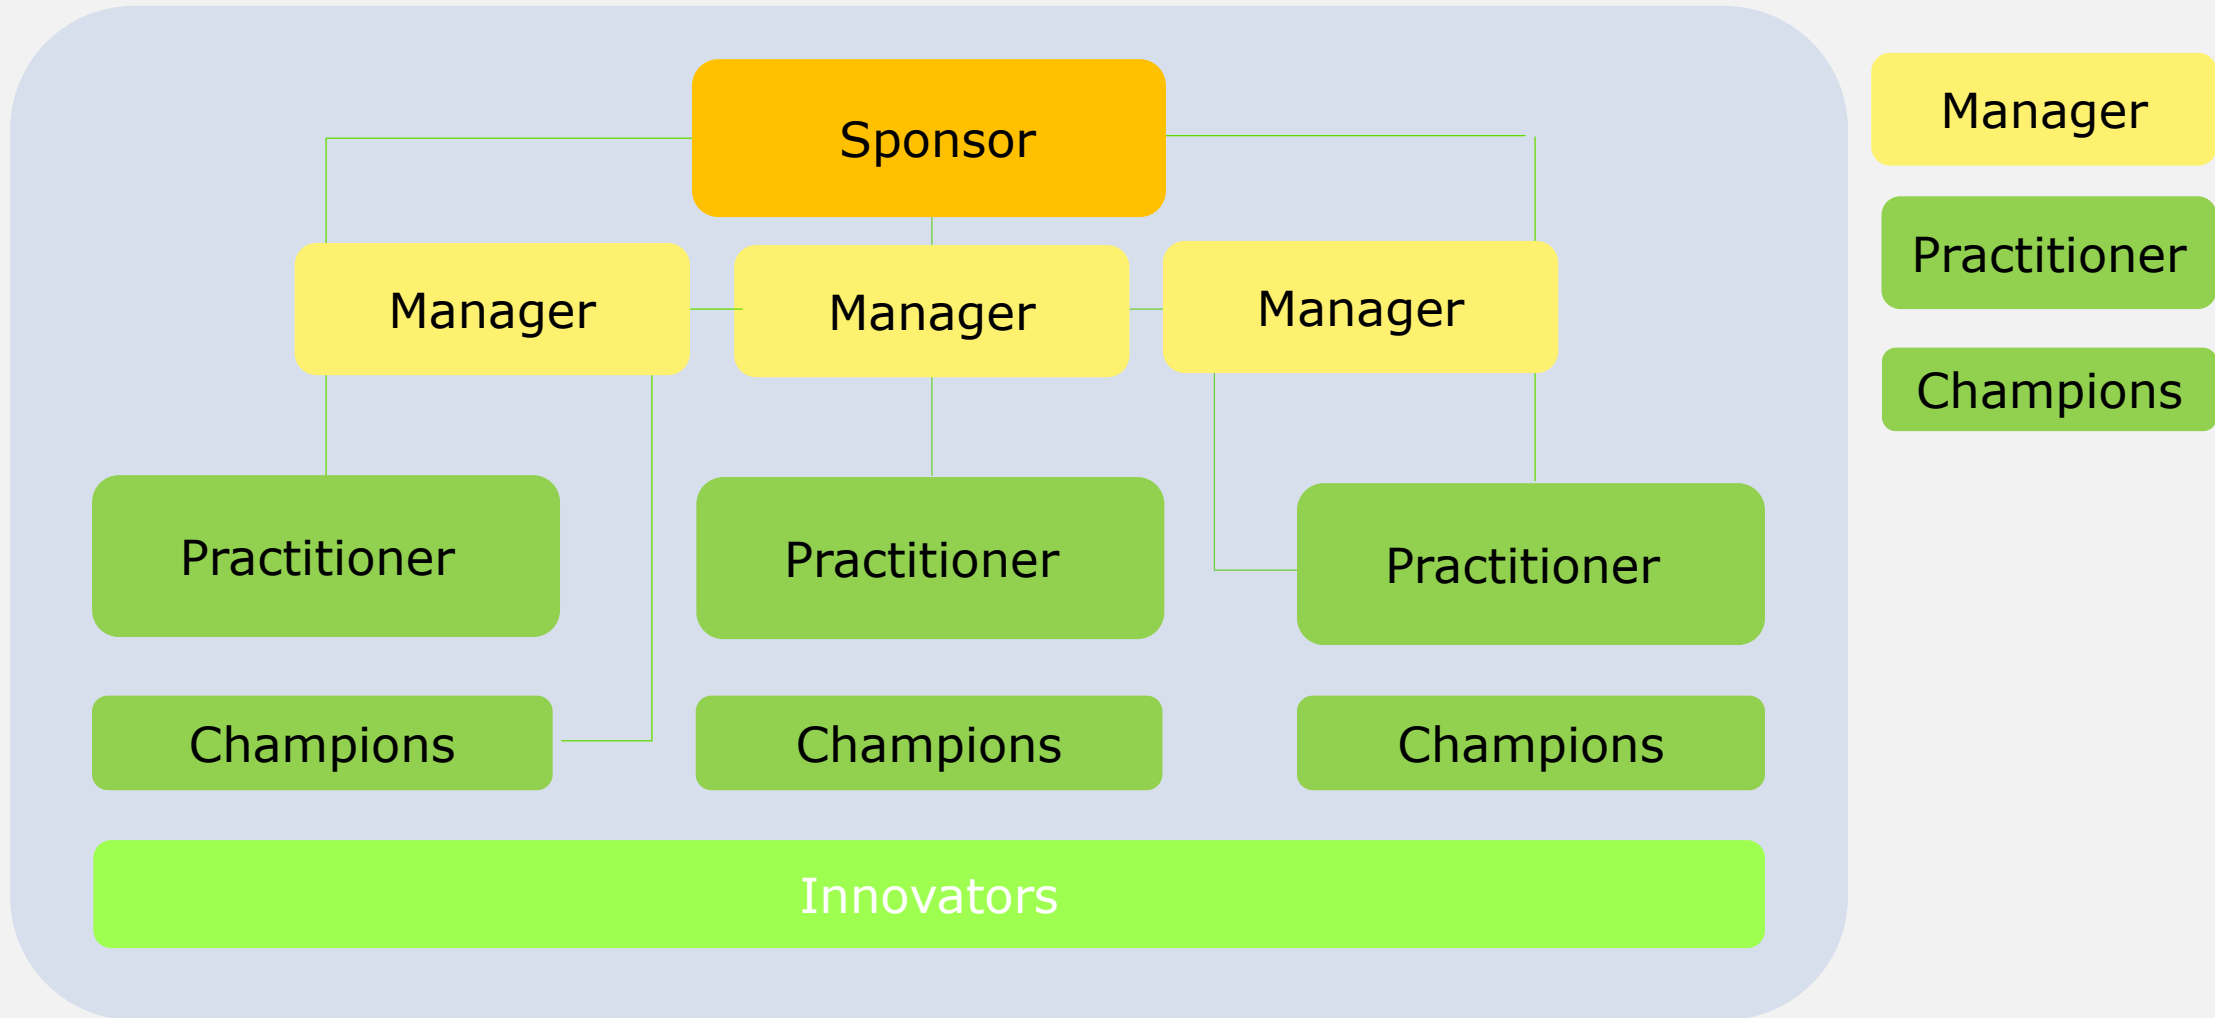 Sponsor
Manager
Manager
Manager
Practitioner
Practitioner
Practitioner
Champions
Champions
Champions
Innovators
Manager
Practitioner
Champions